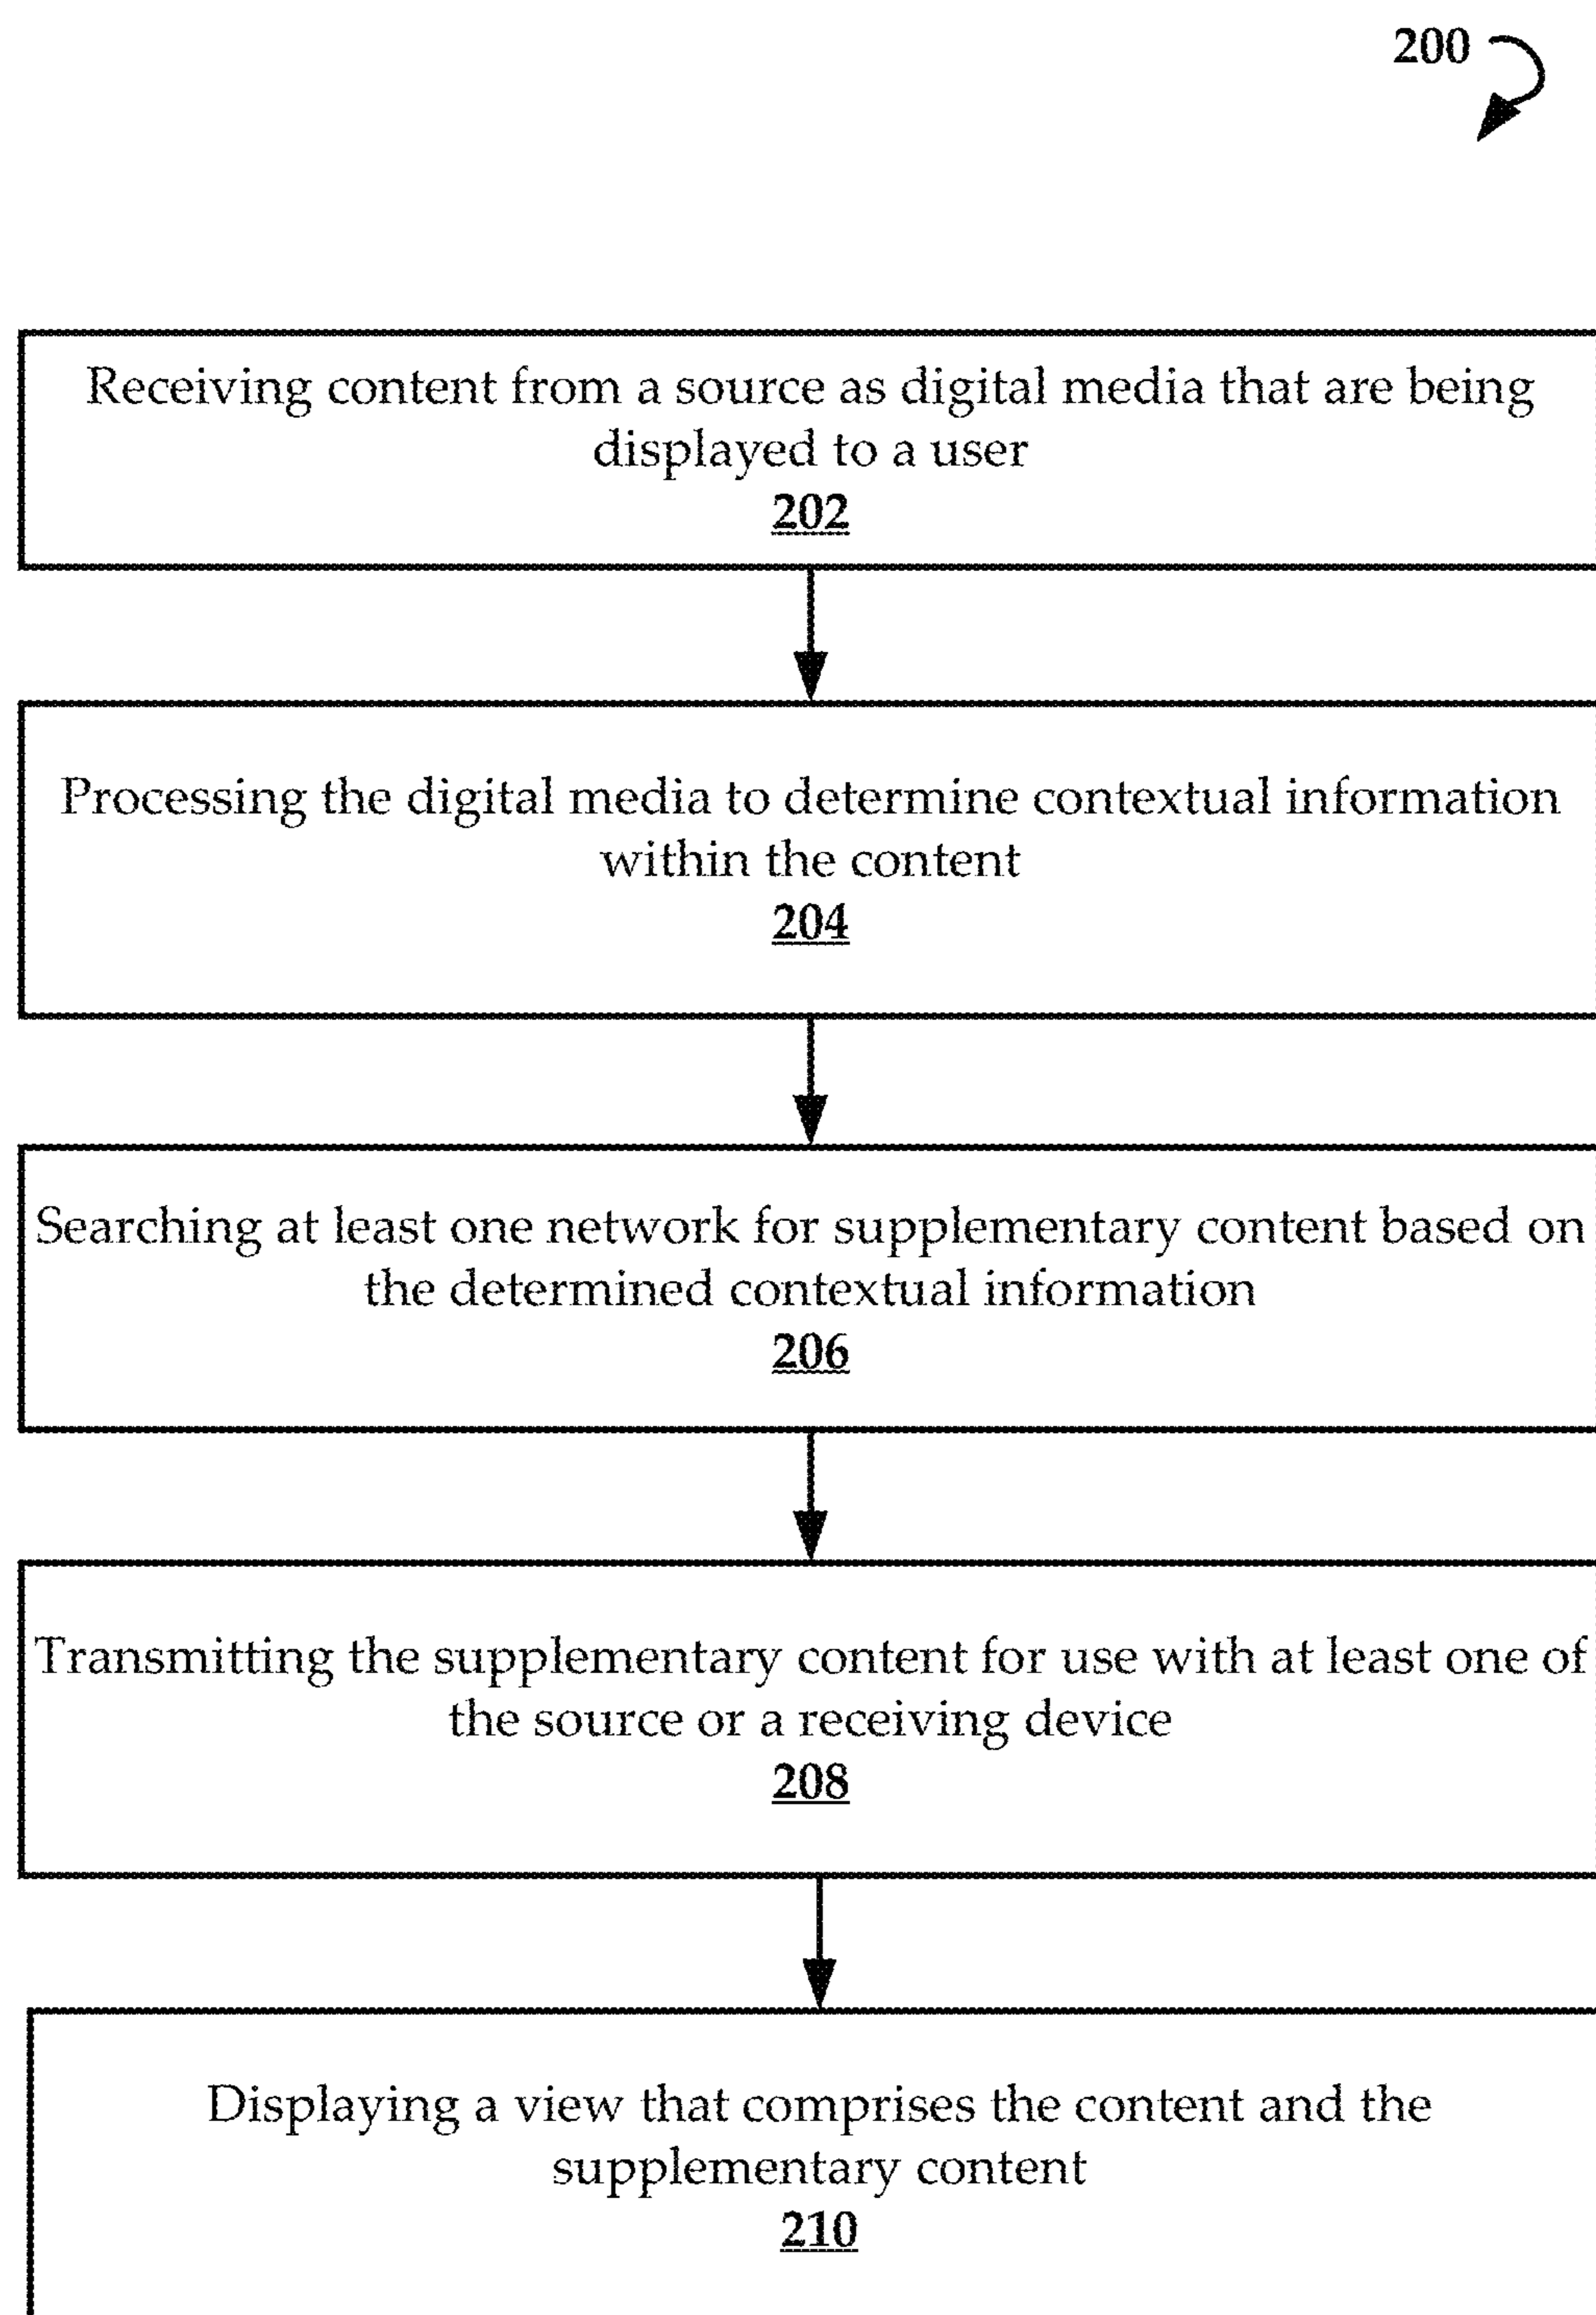 200
Receiving content from a source as digital media that are being
displayed to a user
202
Processing the digital media to determine contextual information
within the content
204
Searching at least one network for supplementary content based on
the determined contextual information
206
Transmitting the supplementary content for use with at least one of
the source or a receiving device
208
Displaying a view that comprises the content and the
supplementary content
210